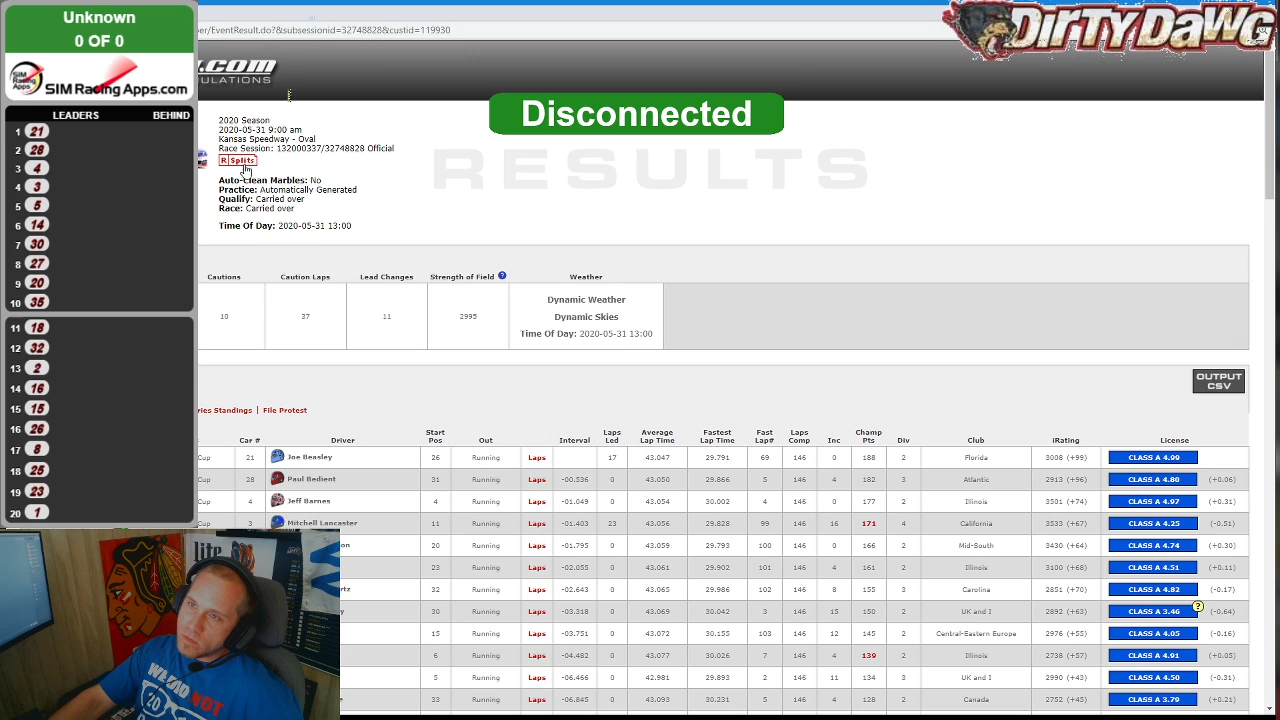 Unknown
0 OF 0
SIM Racing Apps
SIM Racing Apps.com
LEADERS BEHIND
1 21
2 28
3 4
4 3
5 5
6 14
7 30
8 27
9 20
10 35
11 18
12 32
13 2
14 16
15 15
16 26
17 8
18 25
19 23
20 1
per/EventResult.do?&subsessionid=32748828&custid=119930
DIRTYDAWG
.com
ULATIONS
Disconnected
RESULTS
2020 Season
2020-05-31 9:00 am
Kansas Speedway - Oval
Race Session: 132000337/32748828 Official
R Splits
Auto-Clean Marbles: No
Practice: Automatically Generated
Qualify: Carried over
Race: Carried over
Time Of Day: 2020-05-31 13:00
Cautions Caution Laps Lead Changes Strength of Field ? Weather
10 37 11 2995 Dynamic Weather
Dynamic Skies
Time Of Day: 2020-05-31 13:00
OUTPUT
CSV
ries Standings | File Protest
Car # Driver Start Pos Out Interval Laps Led Average Lap Time Fastest Lap Time Fast Lap# Laps Comp Inc Champ Pts Div Club iRating License
Cup 21 Joe Beasley 26 Running Laps 17 43.047 29.791 69 146 0 188 2 Florida 3008 (+99) CLASS A 4.99
Cup 28 Paul Bedient 31 Running Laps -00.536 0 43.050 29.866 5 146 4 182 3 Atlantic 2913 (+96) CLASS A 4.80 (+0.06)
Cup 4 Jeff Barnes 4 Running Laps -01.049 0 43.054 30.002 4 146 0 177 2 Illinois 3501 (+74) CLASS A 4.97 (+0.31)
Cup 3 Mitchell Lancaster 11 Running Laps -01.403 23 43.056 29.828 146 16 171 4 California 3533 (+67) CLASS A 4.25 (-0.51)
on 20 Running Laps -01.795 0 43.059 29.793 100 146 0 166 2 Mid-South 3430 (+64) CLASS A 4.74 (+0.30)
23 Running Laps -02.055 0 43.061 29.902 101 146 4 161 2 Illinois 3100 (+68) CLASS A 4.51 (+0.11)
rtz 32 Running Laps -02.643 0 43.065 29.986 102 146 8 155 3 Carolina 2851 (+70) CLASS A 4.82 (-0.17)
y 30 Running Laps -03.318 0 43.069 30.042 3 146 15 150 2 UK and I 2892 (+63) CLASS A 3.46 ? (-0.64)
15 Running Laps -03.751 0 43.072 30.155 103 146 12 145 2 Central-Eastern Europe 2976 (+55) CLASS A 4.05 (-0.16)
6 Running Laps -04.482 0 43.077 30.026 7 146 4 139 2 Illinois 2738 (+57) CLASS A 4.91 (+0.05)
5 Running Laps -06.466 0 42.981 29.893 2 146 11 134 3 UK and I 2990 (+43) CLASS A 4.50 (-0.31)
33 Running Laps -06.845 0 43.093 30.231 5 146 4 128 2 Canada 2752 (+45) CLASS A 3.79 (+0.21)
lite
NOT
20